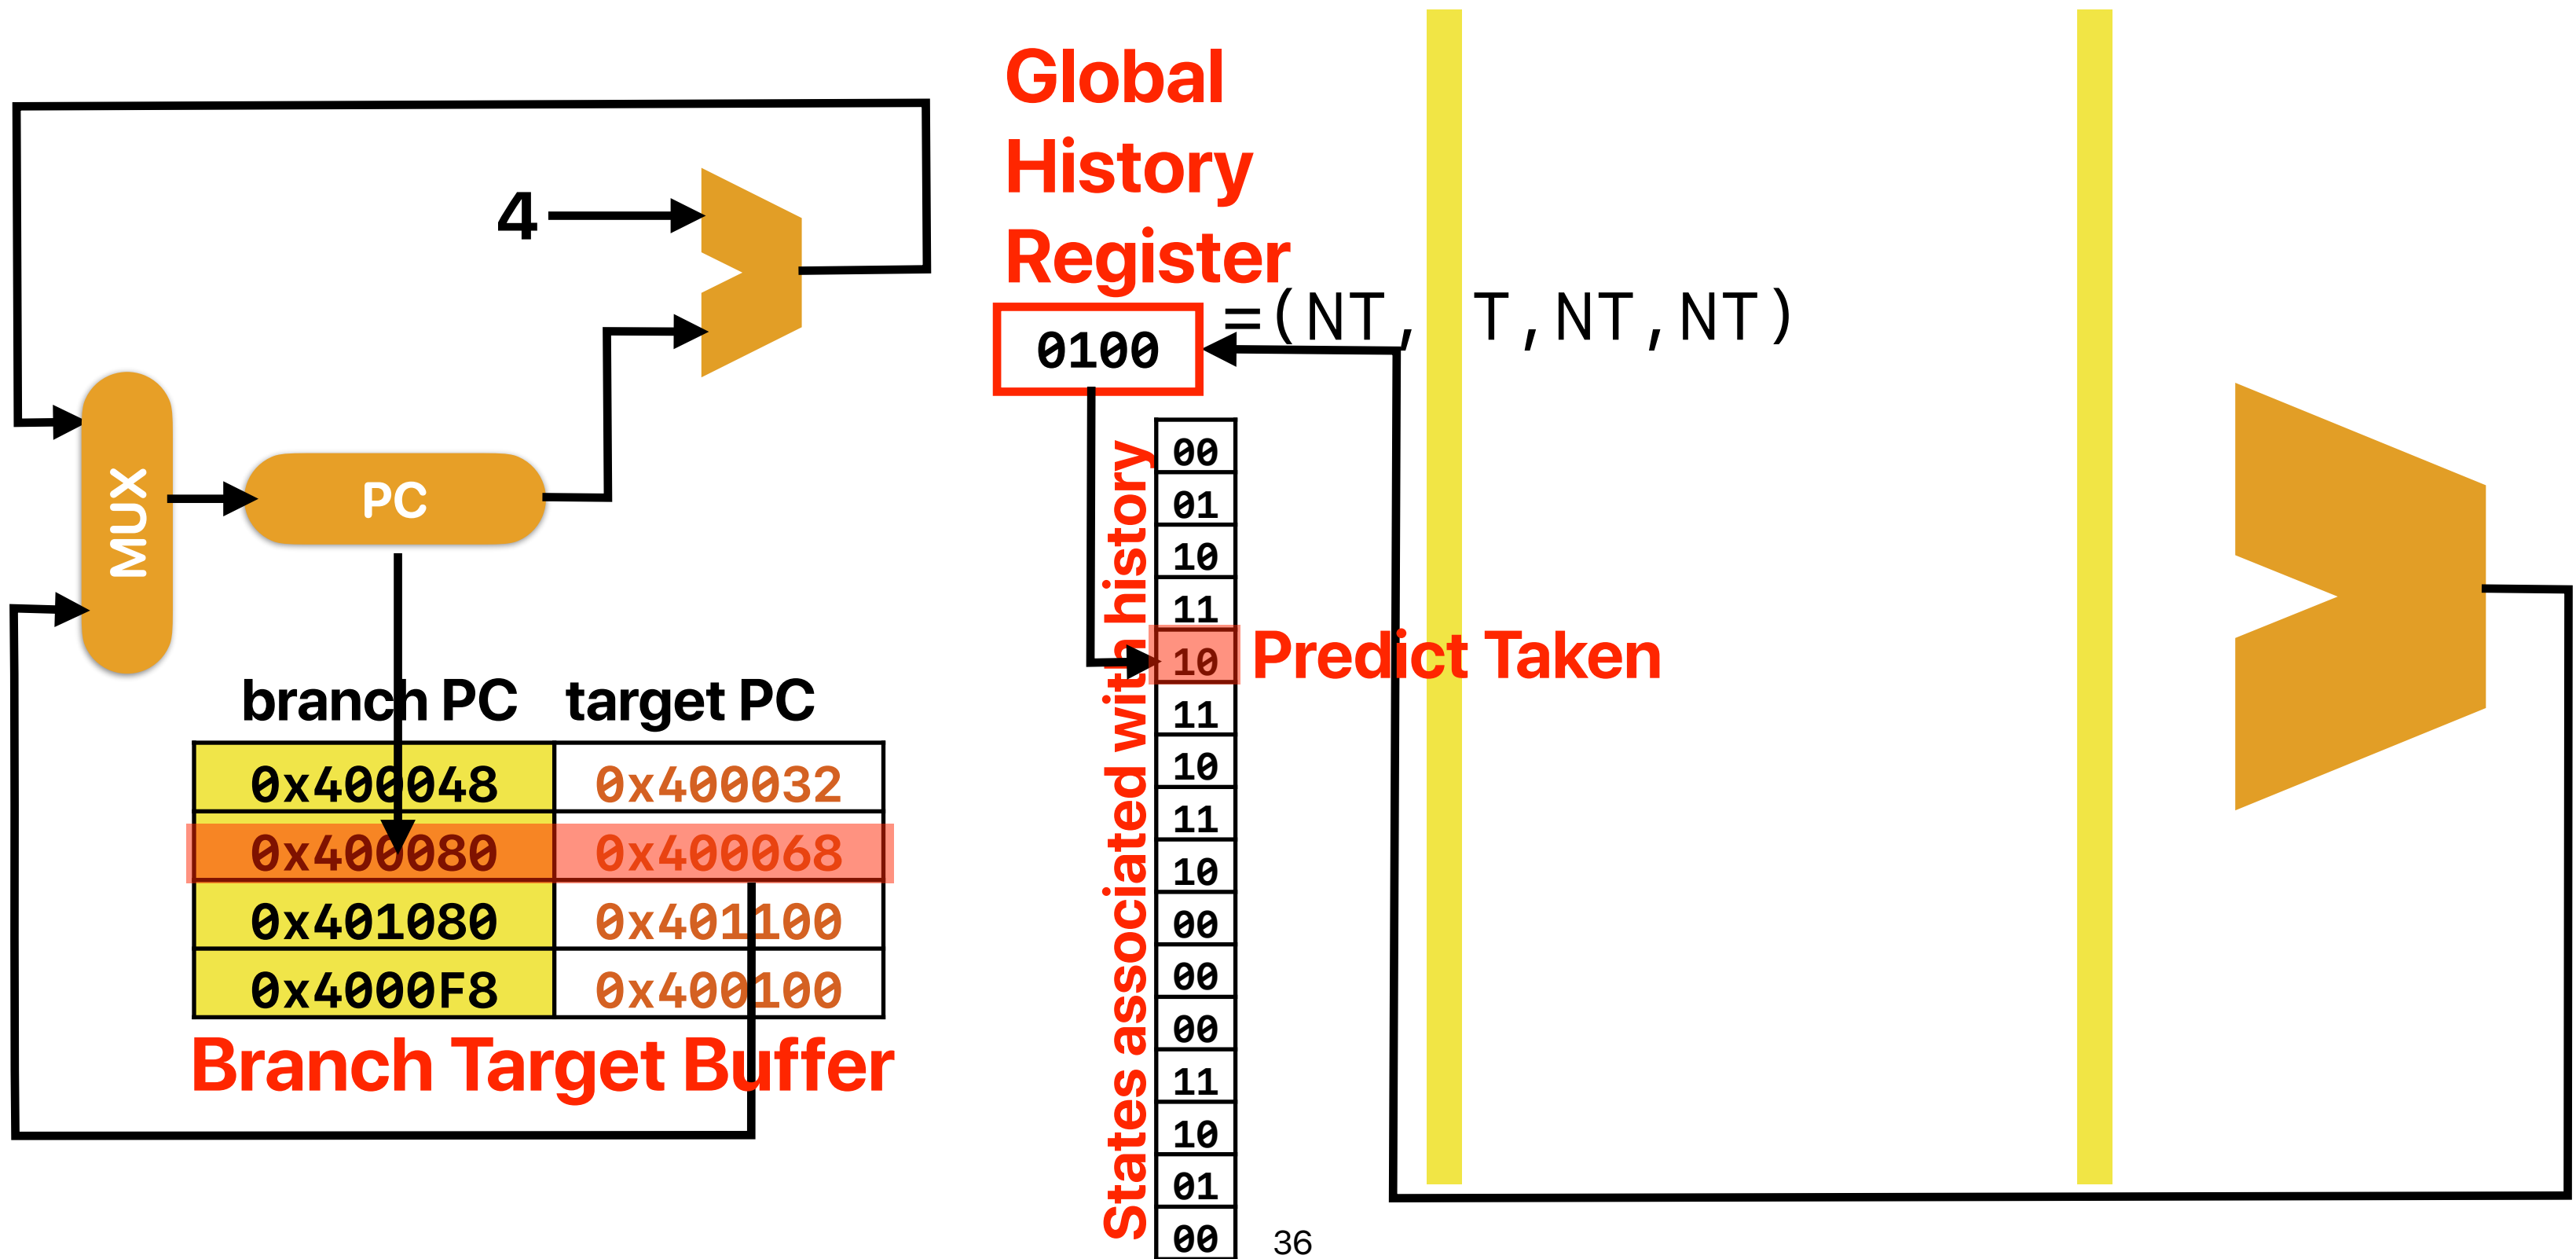 Global
History
Register
4
=(NT, T,NT,NT)
0100
MUX
PC
States associated with history
00
01
10
11
10 Predict Taken
11
10
11
10
00
00
00
11
10
01
00
branch PC target PC
0x400048 0x400032
0x400080 0x400068
0x401080 0x401100
0x4000F8 0x400100
Branch Target Buffer
36